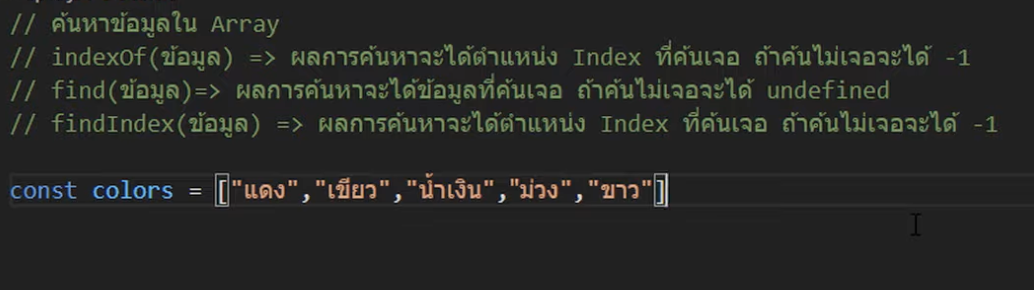 // ค้นหาข้อมูลใน Array
// indexOf(ข้อมูล) => ผลการค้นหาจะได้ตำแหน่ง Index ที่ค้นเจอ ถ้าค้นไม่เจอจะได้ -1
// find(ข้อมูล)=> ผลการค้นหาจะได้ข้อมูลที่ค้นเจอ ถ้าค้นไม่เจอจะได้ undefined
// findIndex(ข้อมูล) => ผลการค้นหาจะได้ตำแหน่ง Index ที่ค้นเจอ ถ้าค้นไม่เจอจะได้ -1
const colors = ["แดง","เขียว","น้ำเงิน","ม่วง","ขาว"]